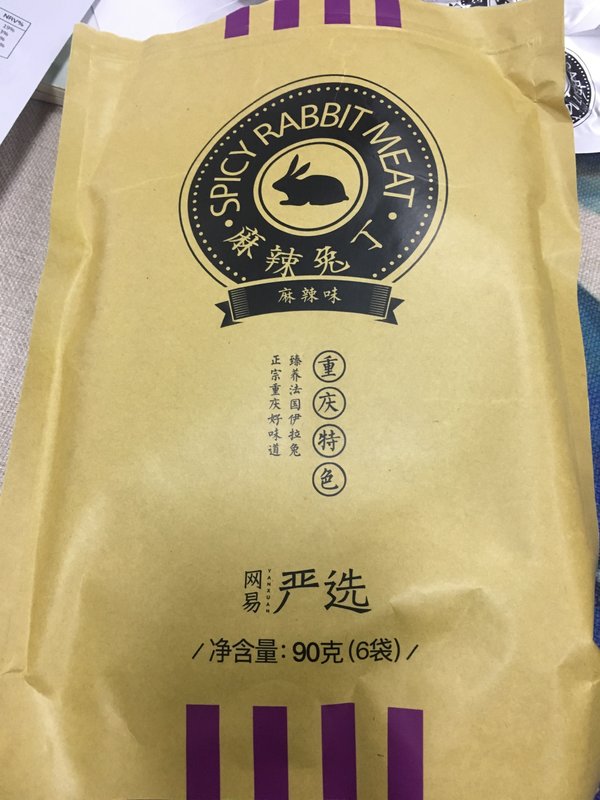 NRV%
SPICY RABBIT MEAT
麻辣兔丁
麻辣味
重庆特色
臻养法国伊拉兔
正宗重庆好味道
网易
YANXUAN
严选
/净含量：90克(6袋)/